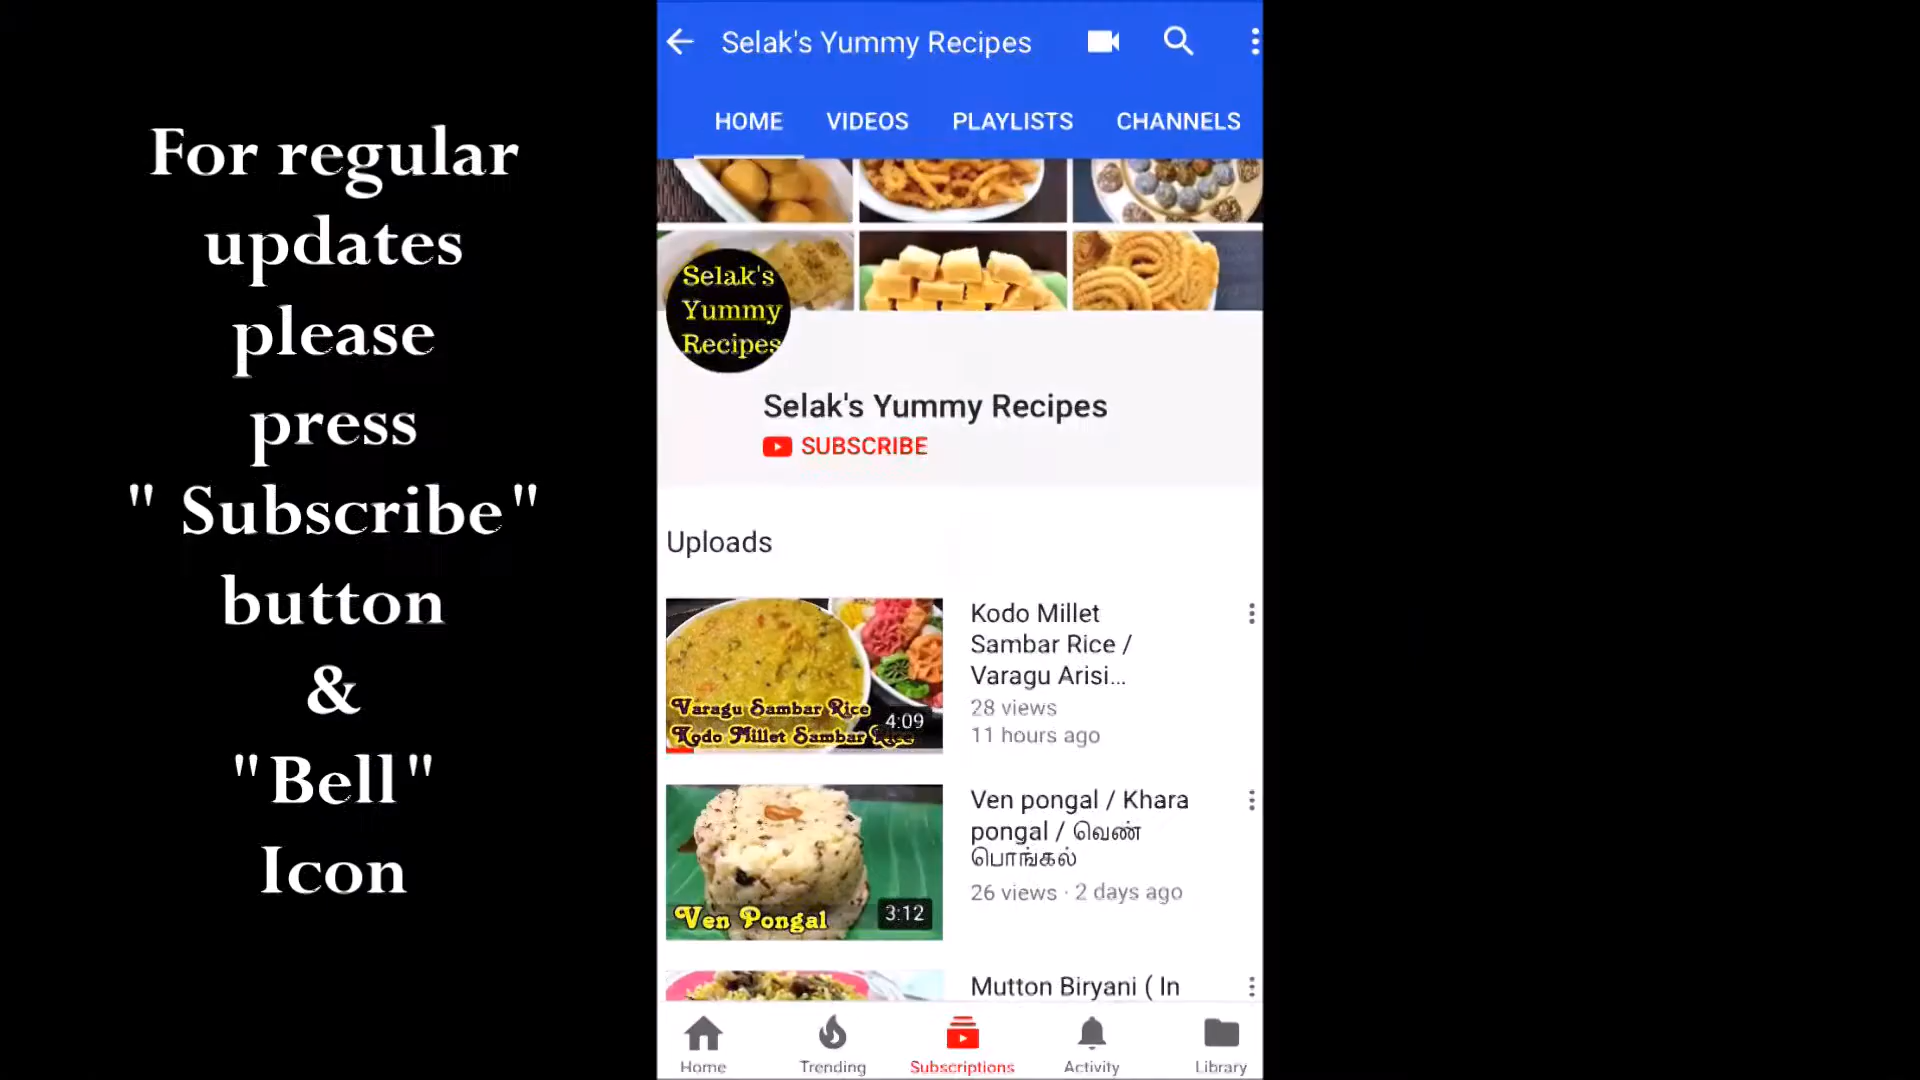 For regular
updates
please
press
" Subscribe"
button
&
"Bell"
Icon
Selak's Yummy Recipes
HOME VIDEOS PLAYLISTS CHANNELS
Selak's
Yummy
Recipes
Selak's Yummy Recipes
SUBSCRIBE
Uploads
Varagu Sambar Rice
Kodo Millet Sambar Rice
4:09
Kodo Millet
Sambar Rice /
Varagu Arisi...
28 views
11 hours ago
Ven Pongal
3:12
Ven pongal / Khara
pongal / வெண்
பொங்கல்
26 views · 2 days ago
Mutton Biryani ( In
Home Trending Subscriptions Activity Library